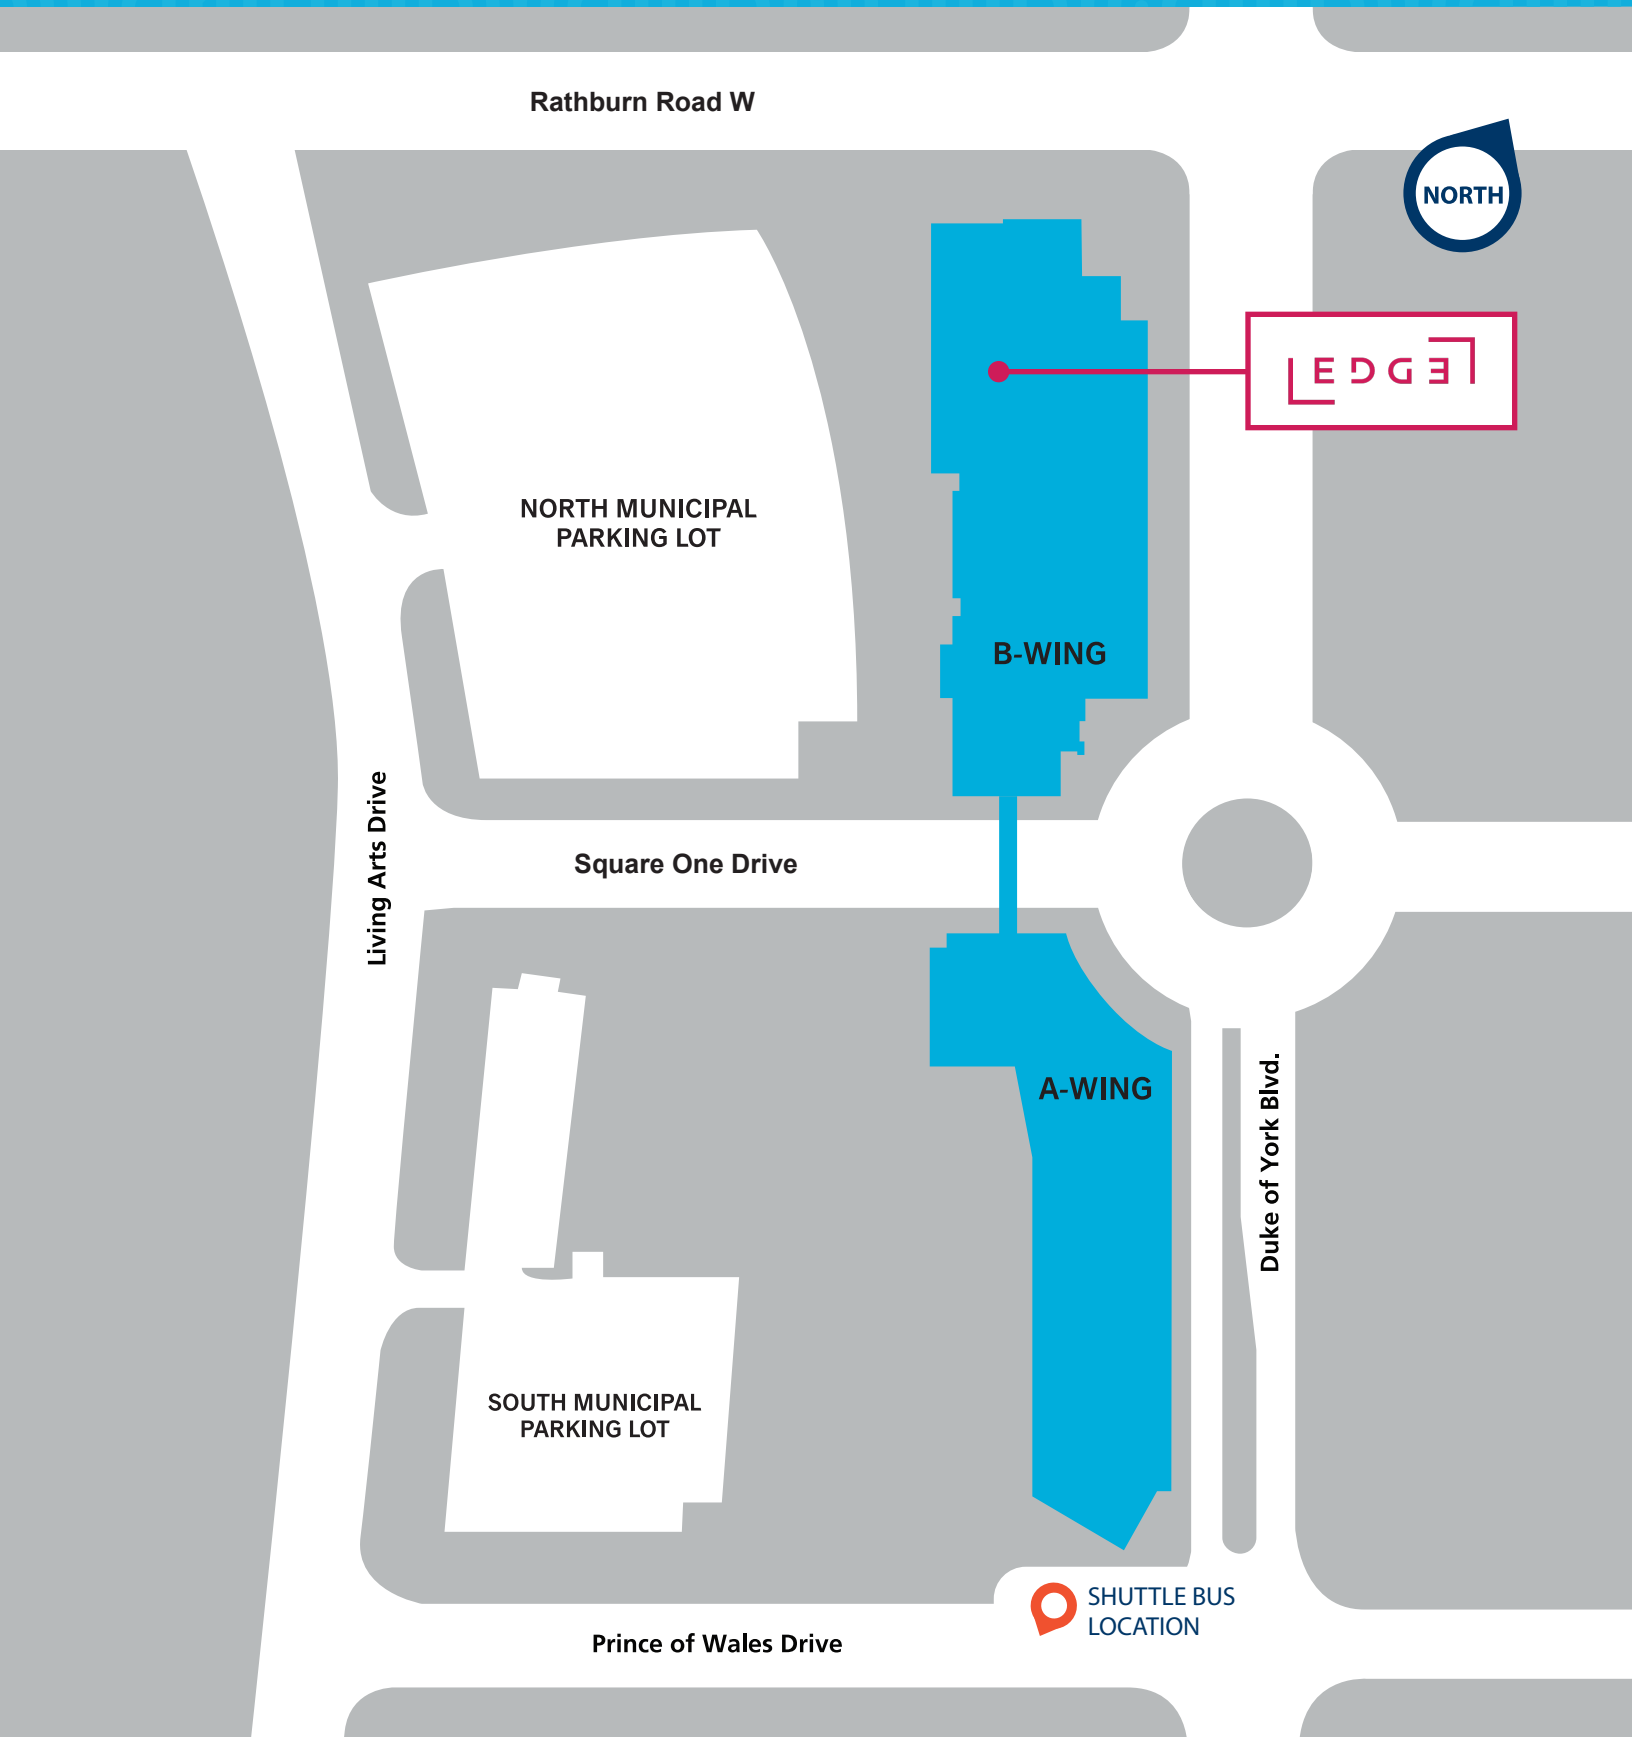 Rathburn Road W
NORTH
EDGE
NORTH MUNICIPAL
PARKING LOT
B-WING
Living Arts Drive
Square One Drive
A-WING
Duke of York Blvd.
SOUTH MUNICIPAL
PARKING LOT
SHUTTLE BUS
LOCATION
Prince of Wales Drive